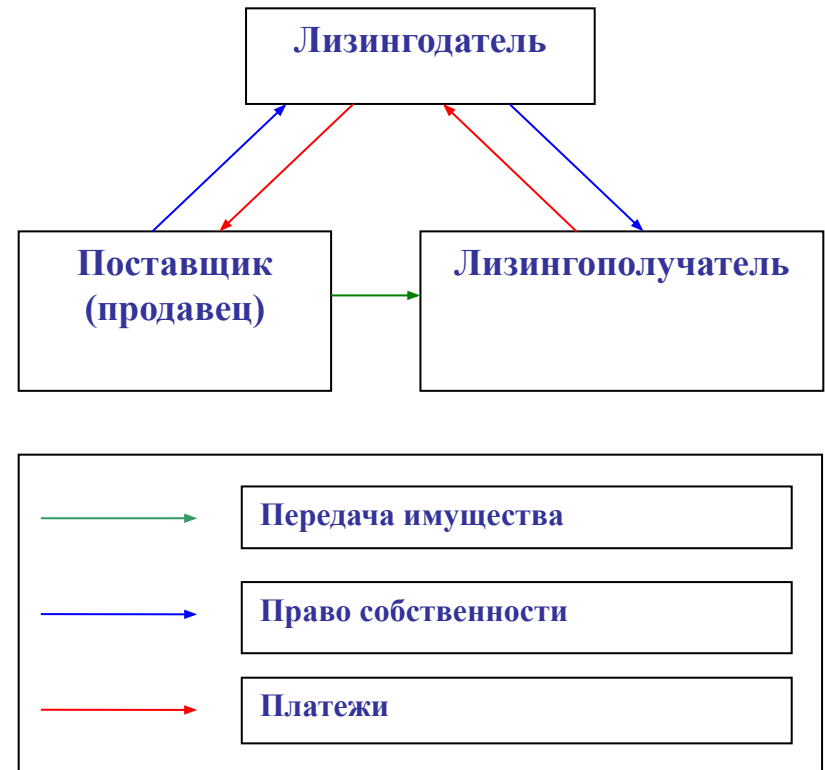 Лизингодатель
Поставщик
(продавец)
Лизингополучатель
Передача имущества
Право собственности
Платежи